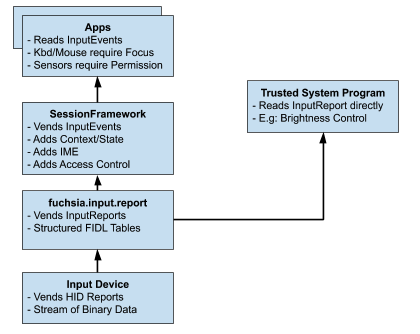 Apps
- Reads InputEvents
- Kbd/Mouse require Focus
- Sensors require Permission
SessionFramework
- Vends InputEvents
- Adds Context/State
- Adds IME
- Adds Access Control
Trusted System Program
- Reads InputReport directly
- E.g: Brightness Control
fuchsia.input.report
- Vends InputReports
- Structured FIDL Tables
Input Device
- Vends HID Reports
- Stream of Binary Data